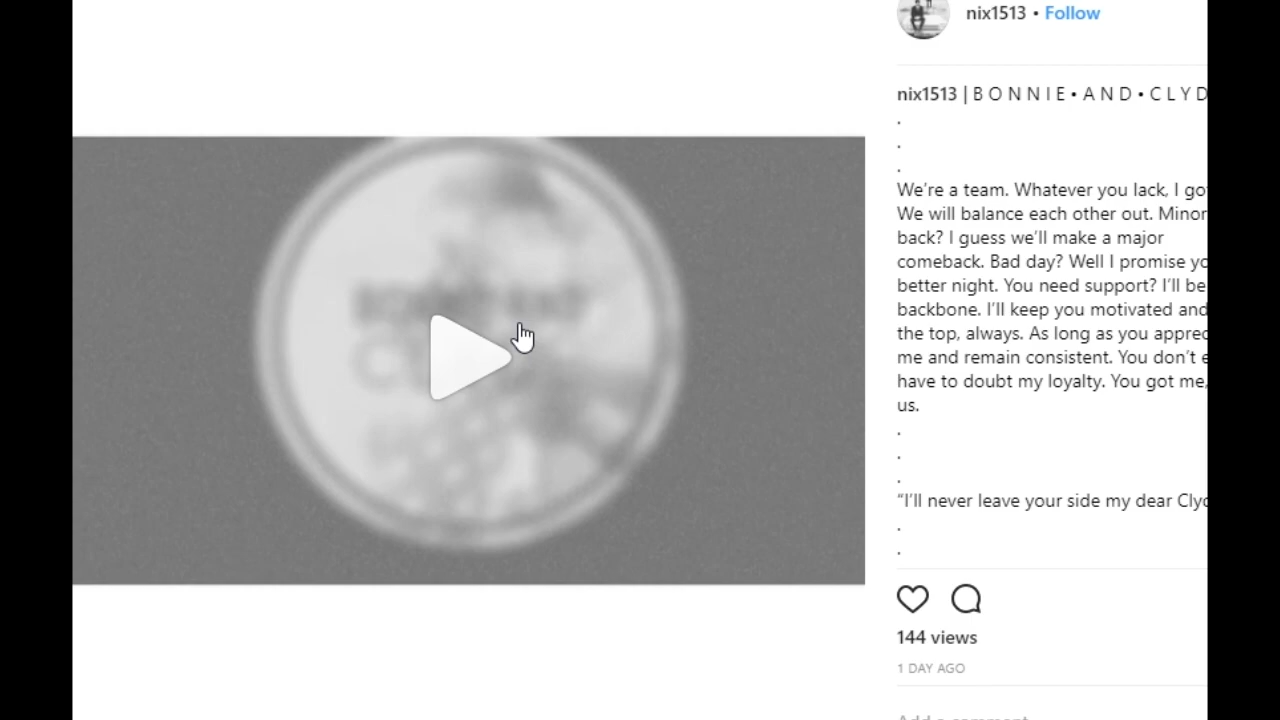 nix1513 • Follow
nix1513 | B O N N I E • A N D • C L Y D
.
.
.
We’re a team. Whatever you lack, I go
We will balance each other out. Minor
back? I guess we’ll make a major
comeback. Bad day? Well I promise yo
better night. You need support? I’ll be
backbone. I’ll keep you motivated and
the top, always. As long as you apprec
me and remain consistent. You don’t e
have to doubt my loyalty. You got me,
us.
.
.
.
“I’ll never leave your side my dear Clyd
.
.
144 views
1 DAY AGO
Add a comment